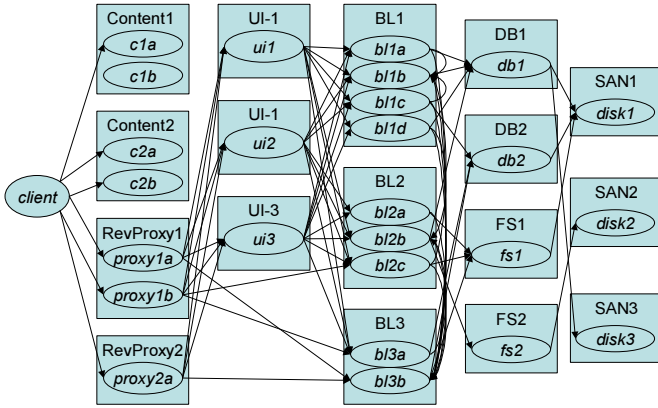 client
Content1
c1a
c1b
Content2
c2a
c2b
RevProxy1
proxy1a
proxy1b
RevProxy2
proxy2a
UI-1
ui1
UI-1
ui2
UI-3
ui3
BL1
bl1a
bl1b
bl1c
bl1d
BL2
bl2a
bl2b
bl2c
BL3
bl3a
bl3b
DB1
db1
DB2
db2
FS1
fs1
FS2
fs2
SAN1
disk1
SAN2
disk2
SAN3
disk3